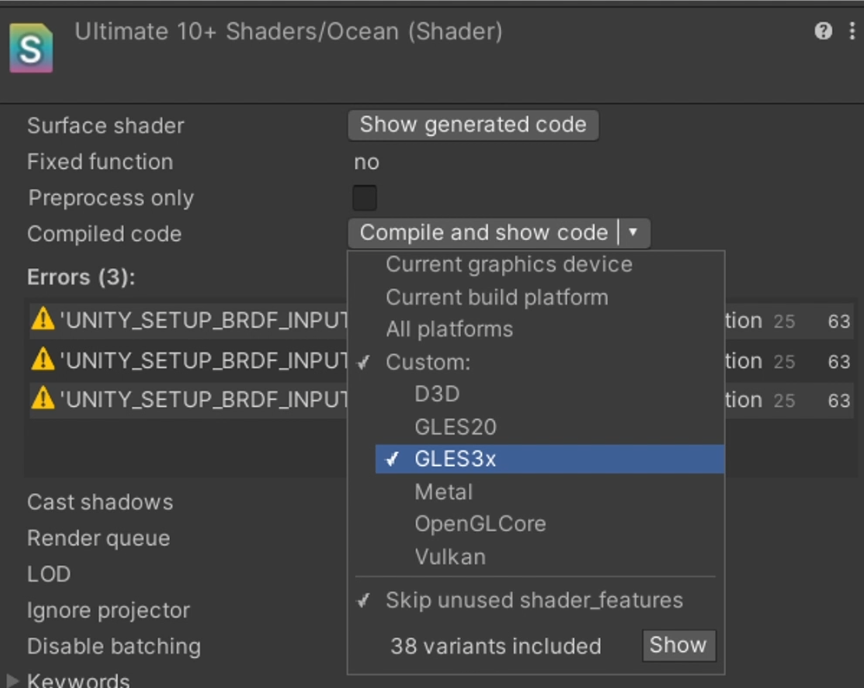 Ultimate 10+ Shaders/Ocean (Shader)
Surface shader Show generated code
Fixed function no
Preprocess only
Compiled code Compile and show code
Current graphics device
Errors (3):
Current build platform
'UNITY_SETUP_BRDF_INPUT tion 25 63
All platforms
'UNITY_SETUP_BRDF_INPUT Custom: tion 25 63
D3D
'UNITY_SETUP_BRDF_INPUT tion 25 63
GLES20
GLES3x
Metal
Cast shadows
OpenGLCore
Render queue
Vulkan
LOD
Ignore projector Skip unused shader_features
Disable batching 38 variants included Show
Keywords